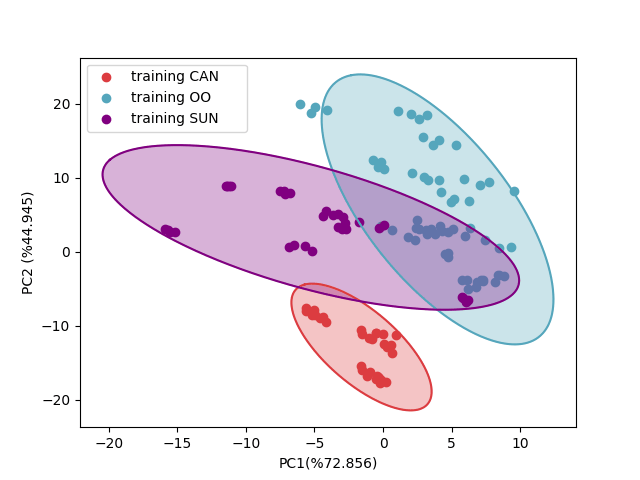 training CAN
training OO
training SUN
20
10
0
−10
−20
PC2 (%44.945)
−20 −15 −10 −5 0 5 10
PC1(%72.856)